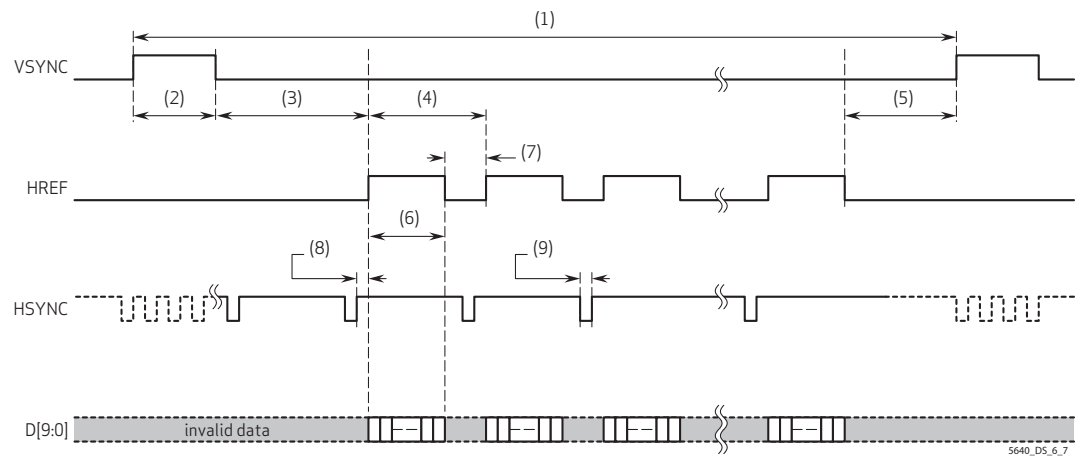 (1)
VSYNC
(2)
(3)
(4)
(5)
(7)
HREF
(6)
(8)
(9)
HSYNC
D[9:0]
invalid data
5640_DS_6_7